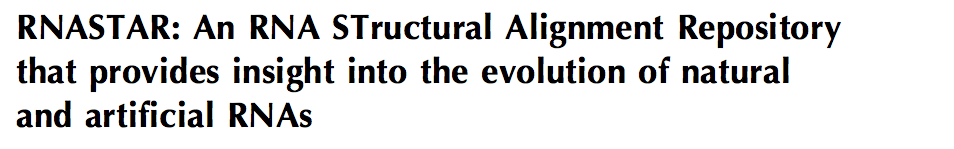 RNASTAR: An RNA STructural Alignment Repository
that provides insight into the evolution of natural
and artificial RNAs